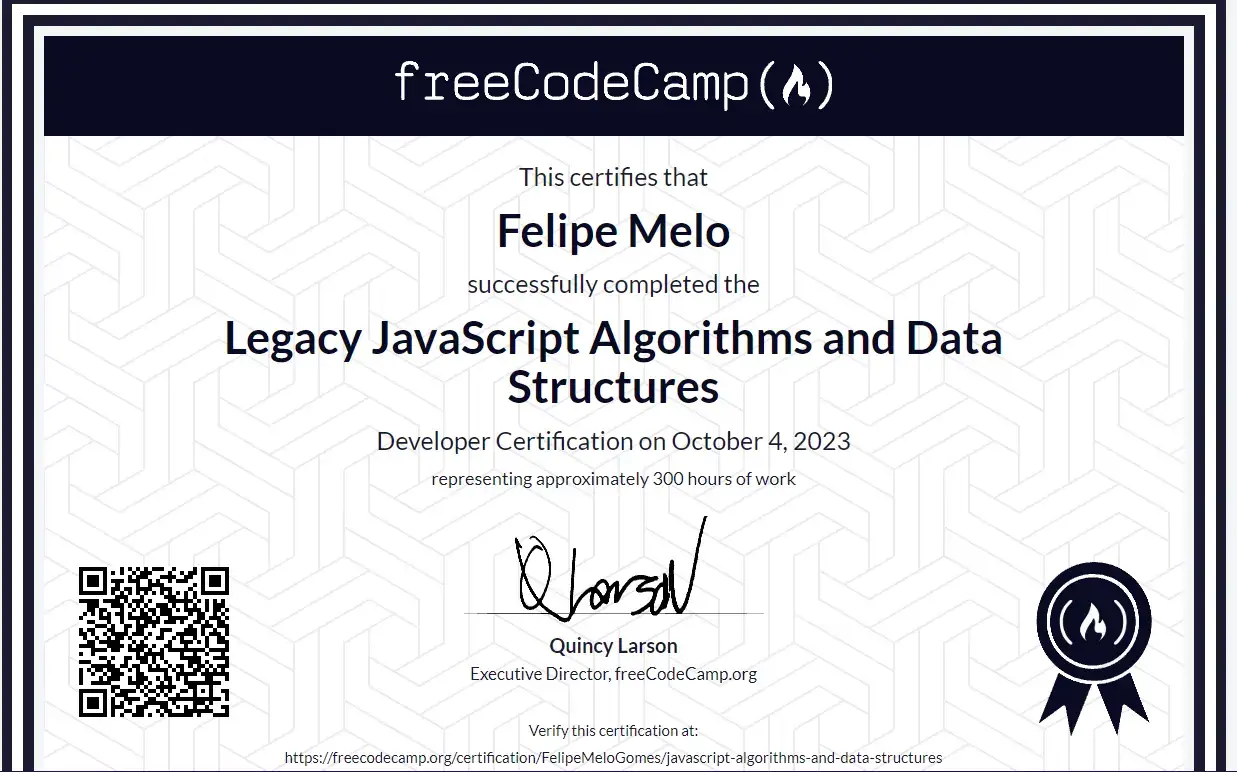 freeCodeCamp(🔥)
This certifies that
Felipe Melo
successfully completed the
Legacy JavaScript Algorithms and Data
Structures
Developer Certification on October 4, 2023
representing approximately 300 hours of work
QLarson
Quincy Larson
Executive Director, freeCodeCamp.org
Verify this certification at:
https://freecodecamp.org/certification/FelipeMeloGomes/javascript-algorithms-and-data-structures